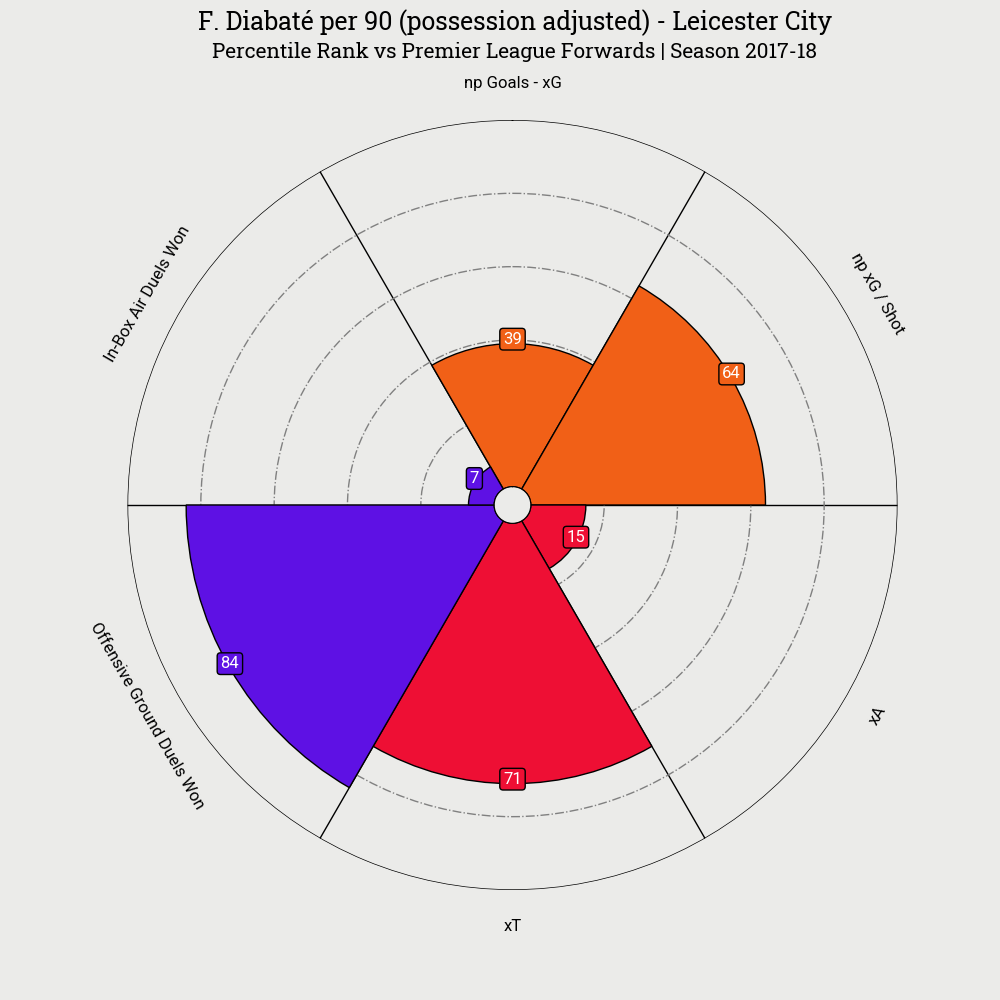 F. Diabaté per 90 (possession adjusted) - Leicester City
Percentile Rank vs Premier League Forwards | Season 2017-18
np Goals - xG
np xG / Shot
In-Box Air Duels Won
39
64
7
15
84
71
Offensive Ground Duels Won
xA
xT